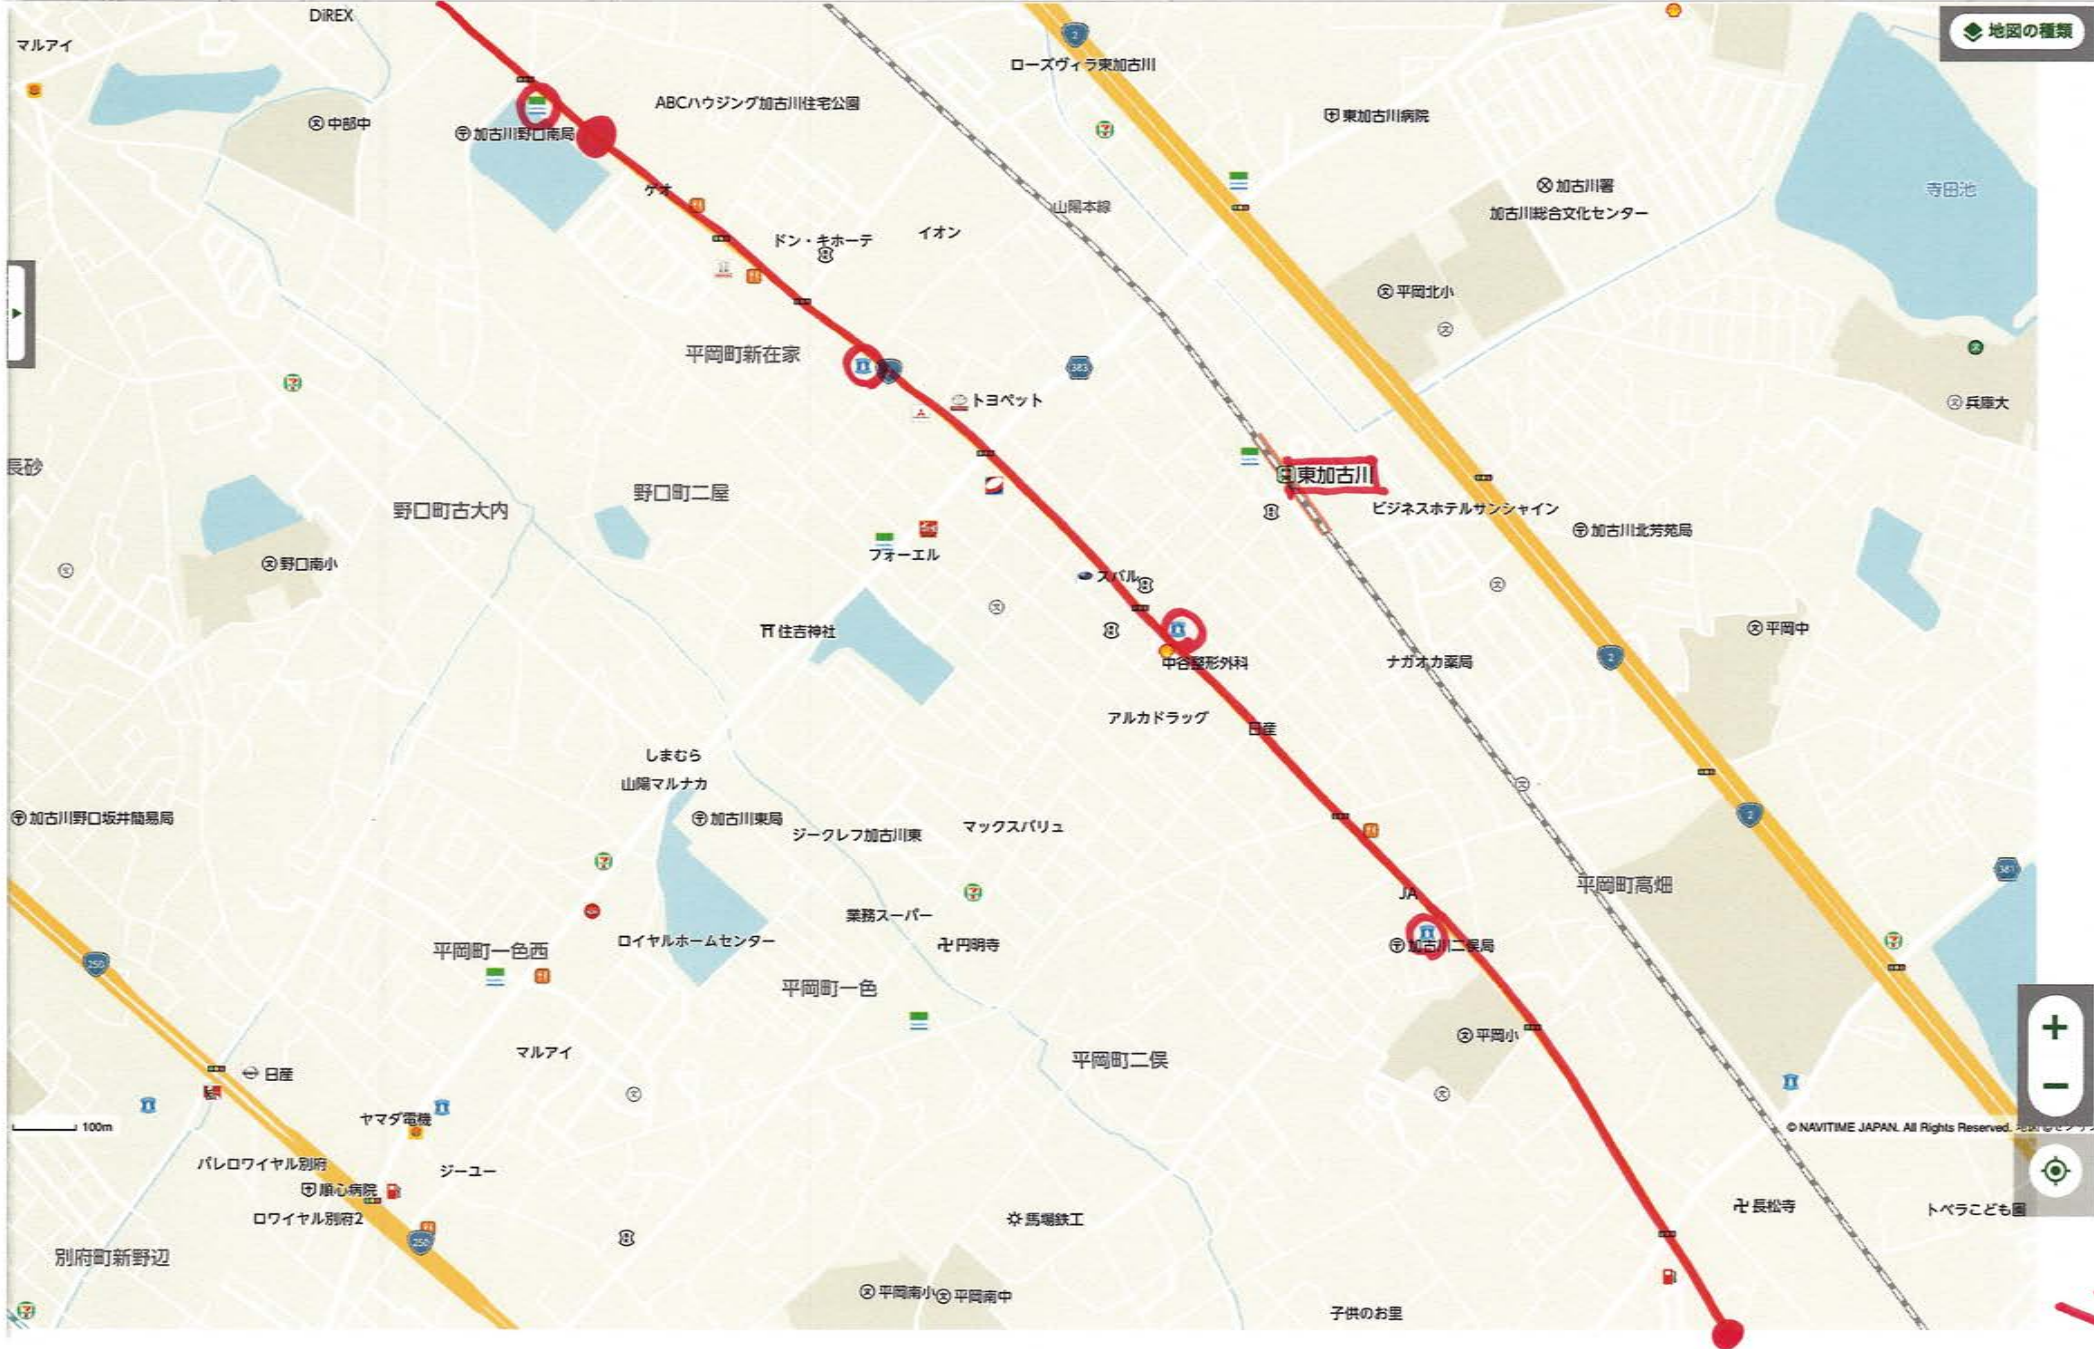 DiREX
マルアイ
地図の種類
2
ローズヴィラ東加古川
ABCハウジング加古川住宅公園
東加古川病院
中部中
加古川野口南局
7
加古川署
寺田池
ゲオ
山陽本線
加古川総合文化センター
ドン・キホーテ
イオン
平岡北小
平岡町新在家
383
7
トヨペット
兵庫大
長砂
東加古川
野口町二屋
野口町古大内
ビジネスホテルサンシャイン
加古川北芳苑局
フォーエル
野口南小
スバル
住吉神社
平岡中
中谷整形外科
ナガオカ薬局
2
アルカドラッグ
日産
しまむら
山陽マルナカ
加古川野口坂井簡易局
加古川東局
ジークレフ加古川東
マックスバリュ
2
7
381
平岡町高畑
JA
7
業務スーパー
ロイヤルホームセンター
円明寺
加古川二俣局
7
平岡町一色西
250
平岡町一色
平岡小
マルアイ
平岡町二俣
日産
ヤマダ電機
100m
© NAVITIME JAPAN. All Rights Reserved.
パレロワイヤル別府
ジーユー
順心病院
ロワイヤル別府2
馬場鉄工
長松寺
トベラこども園
250
別府町新野辺
平岡南小
平岡南中
7
子供のお里